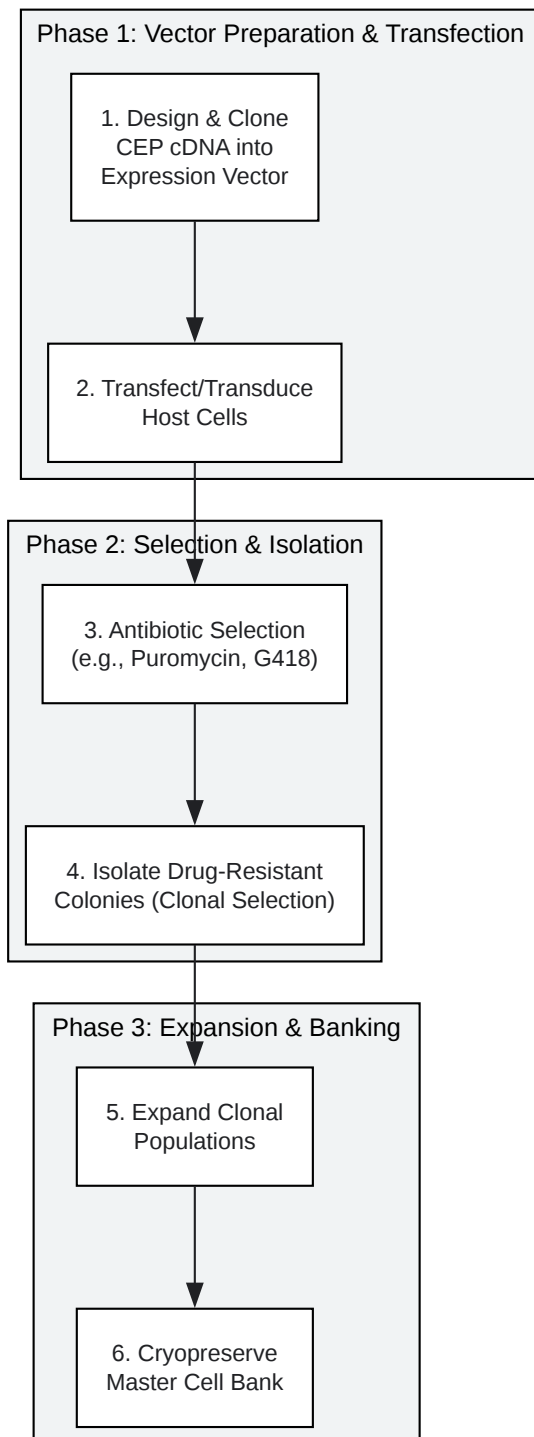 Phase 1: Vector Preparation & Transfection
1. Design & Clone
CEP cDNA into
Expression Vector
2. Transfect/Transduce
Host Cells
Phase 2: Selection & Isolation
3. Antibiotic Selection
(e.g., Puromycin, G418)
4. Isolate Drug-Resistant
Colonies (Clonal Selection)
Phase 3: Expansion & Banking
5. Expand Clonal
Populations
6. Cryopreserve
Master Cell Bank